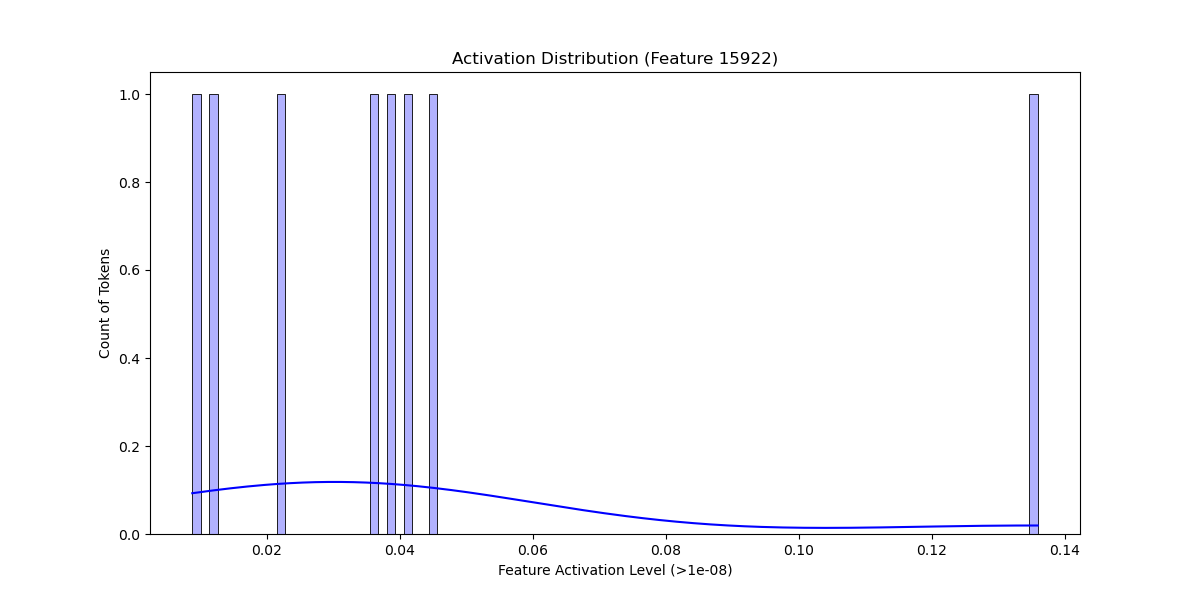 Activation Distribution (Feature 15922)
1.0
0.8
0.6
0.4
0.2
0.0
Count of Tokens
0.02 0.04 0.06 0.08 0.10 0.12 0.14
Feature Activation Level (>1e-08)